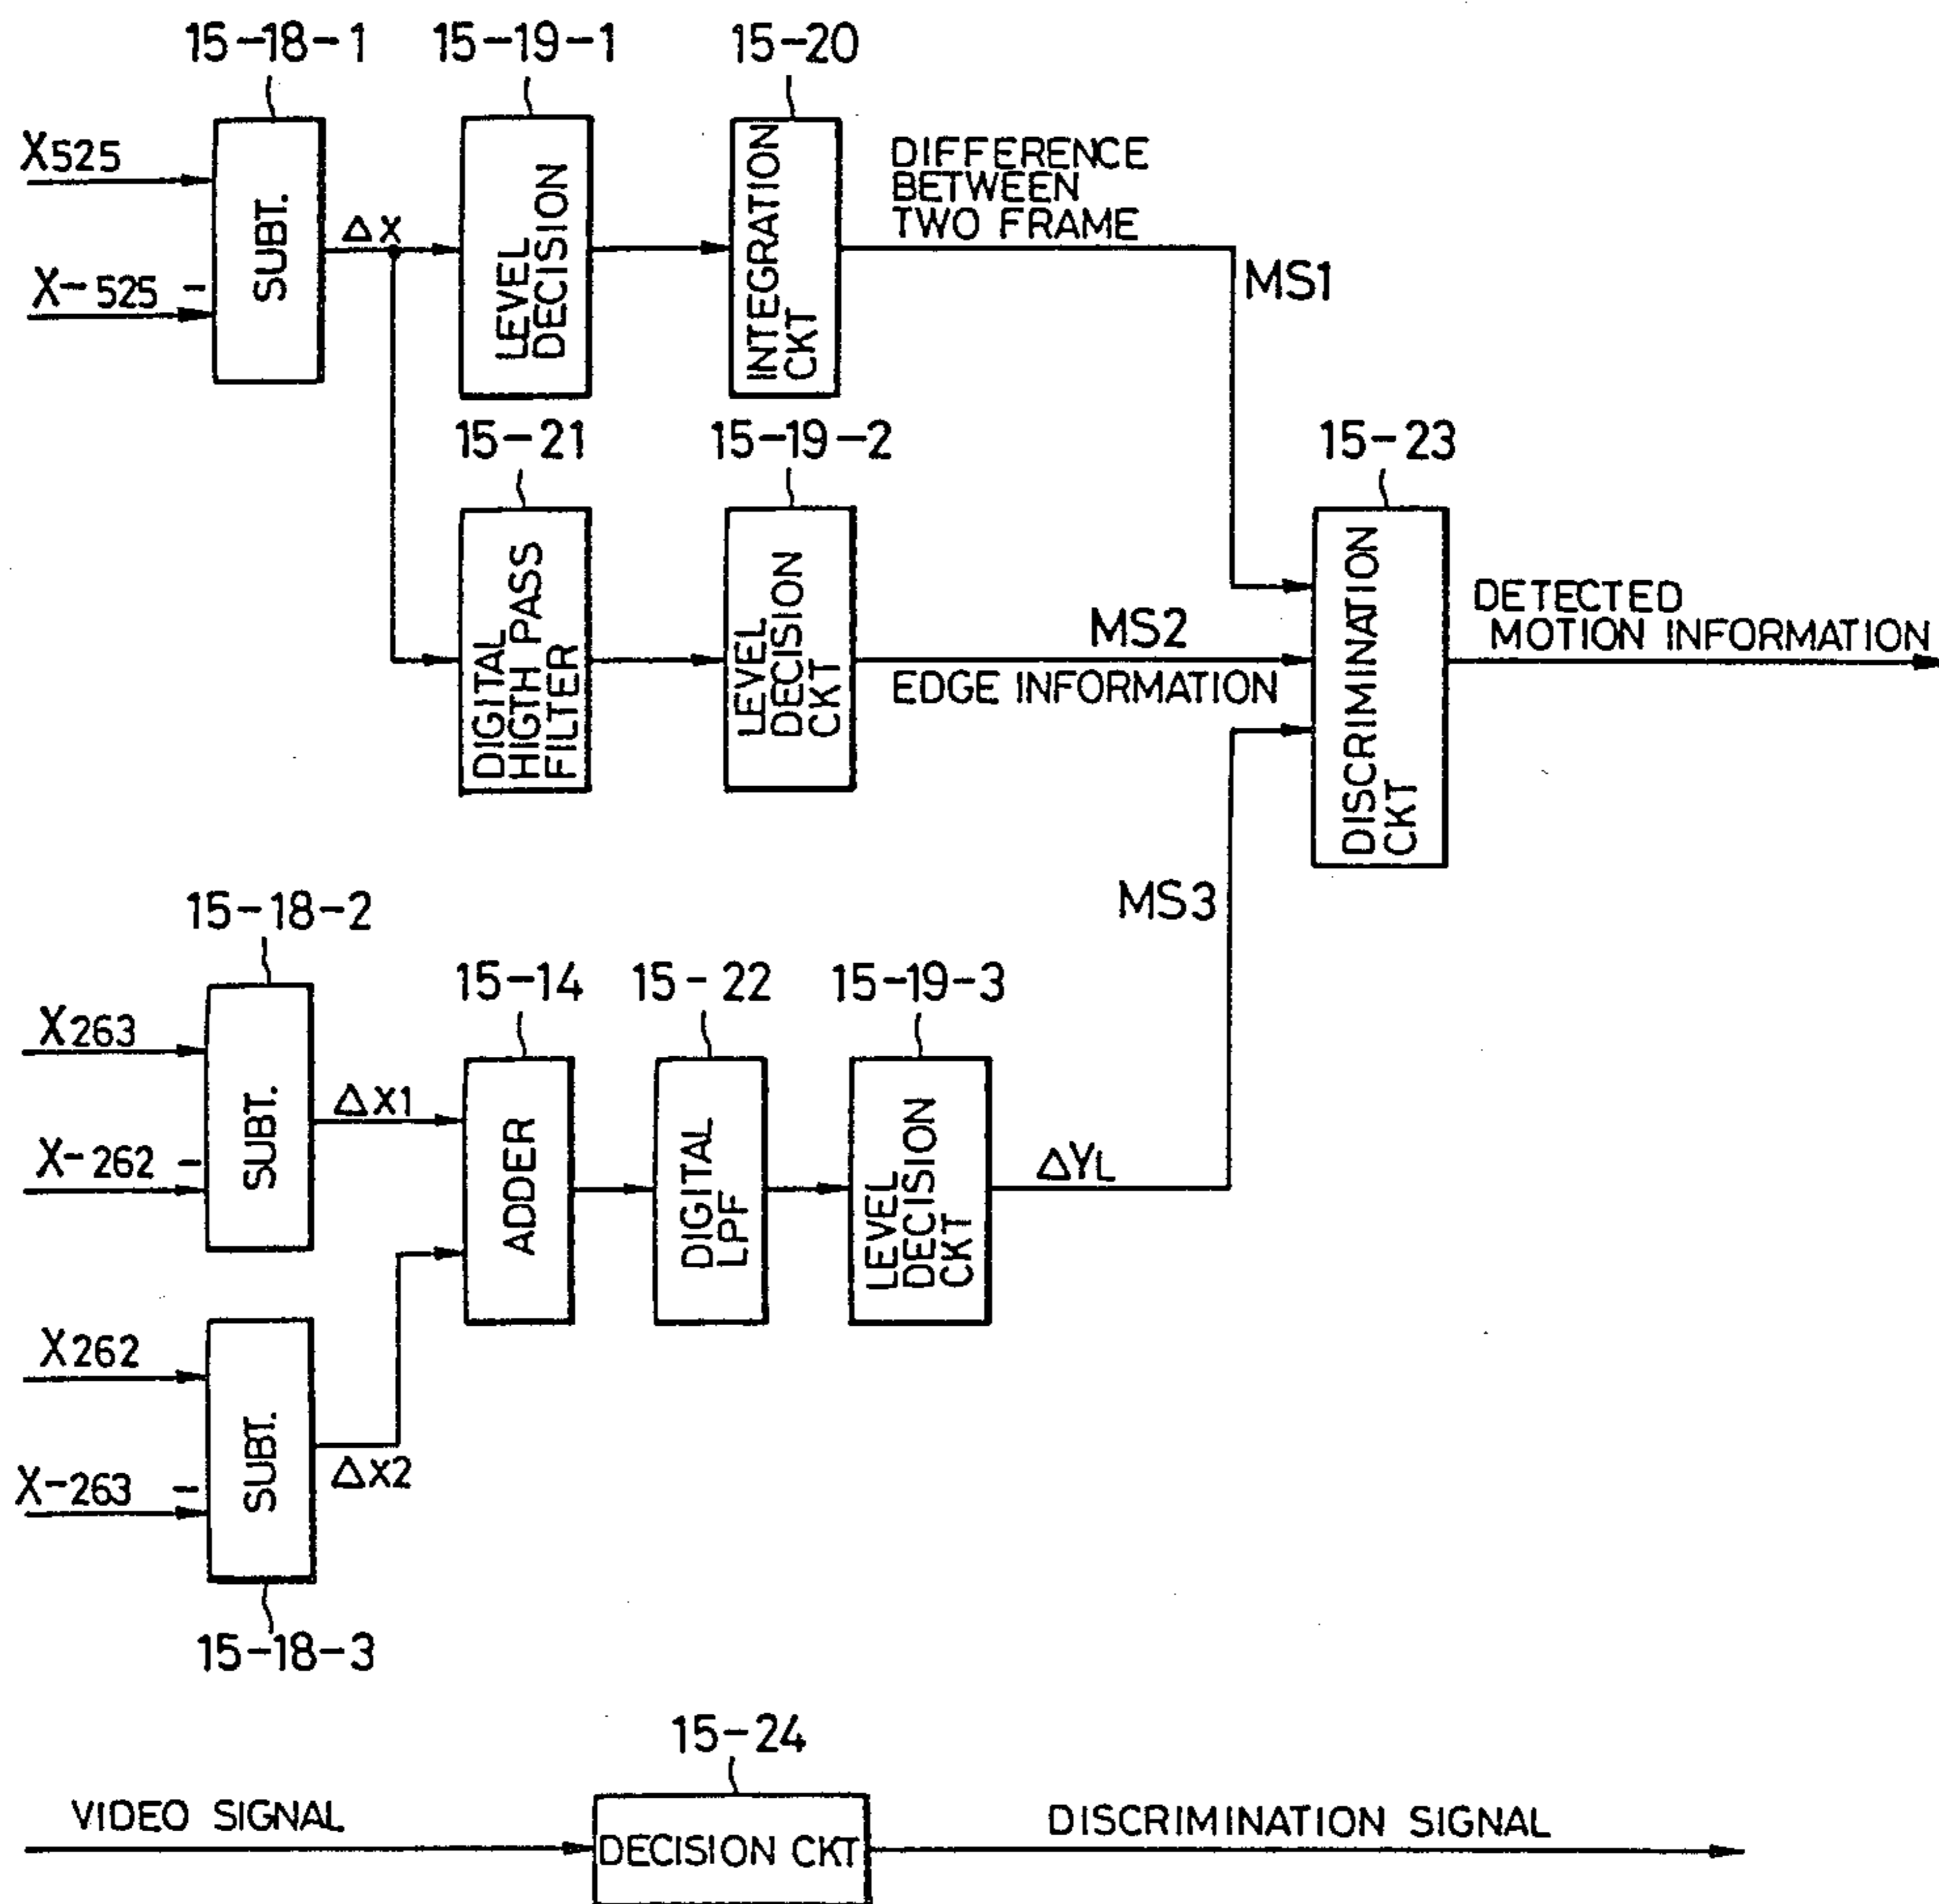 15-18-1
15-19-1
15-20
X525
X-525 -
SUBT.
ΔX
LEVEL
DECISION
INTEGRATION
CKT
DIFFERENCE
BETWEEN
TWO FRAME
MS1
15-21
15-19-2
15-23
DIGITAL
HIGTH PASS
FILTER
LEVEL
DECISION
CKT
MS2
EDGE INFORMATION
DISCRIMINATION
CKT
DETECTED
MOTION INFORMATION
MS3
15-18-2
15-14
15-22
15-19-3
X263
X-262 -
SUBT.
ΔX1
ADDER
DIGITAL
LPF
LEVEL
DECISION
CKT
ΔYL
X262
X-263 -
SUBT.
ΔX2
15-18-3
15-24
VIDEO SIGNAL
DECISION CKT
DISCRIMINATION SIGNAL